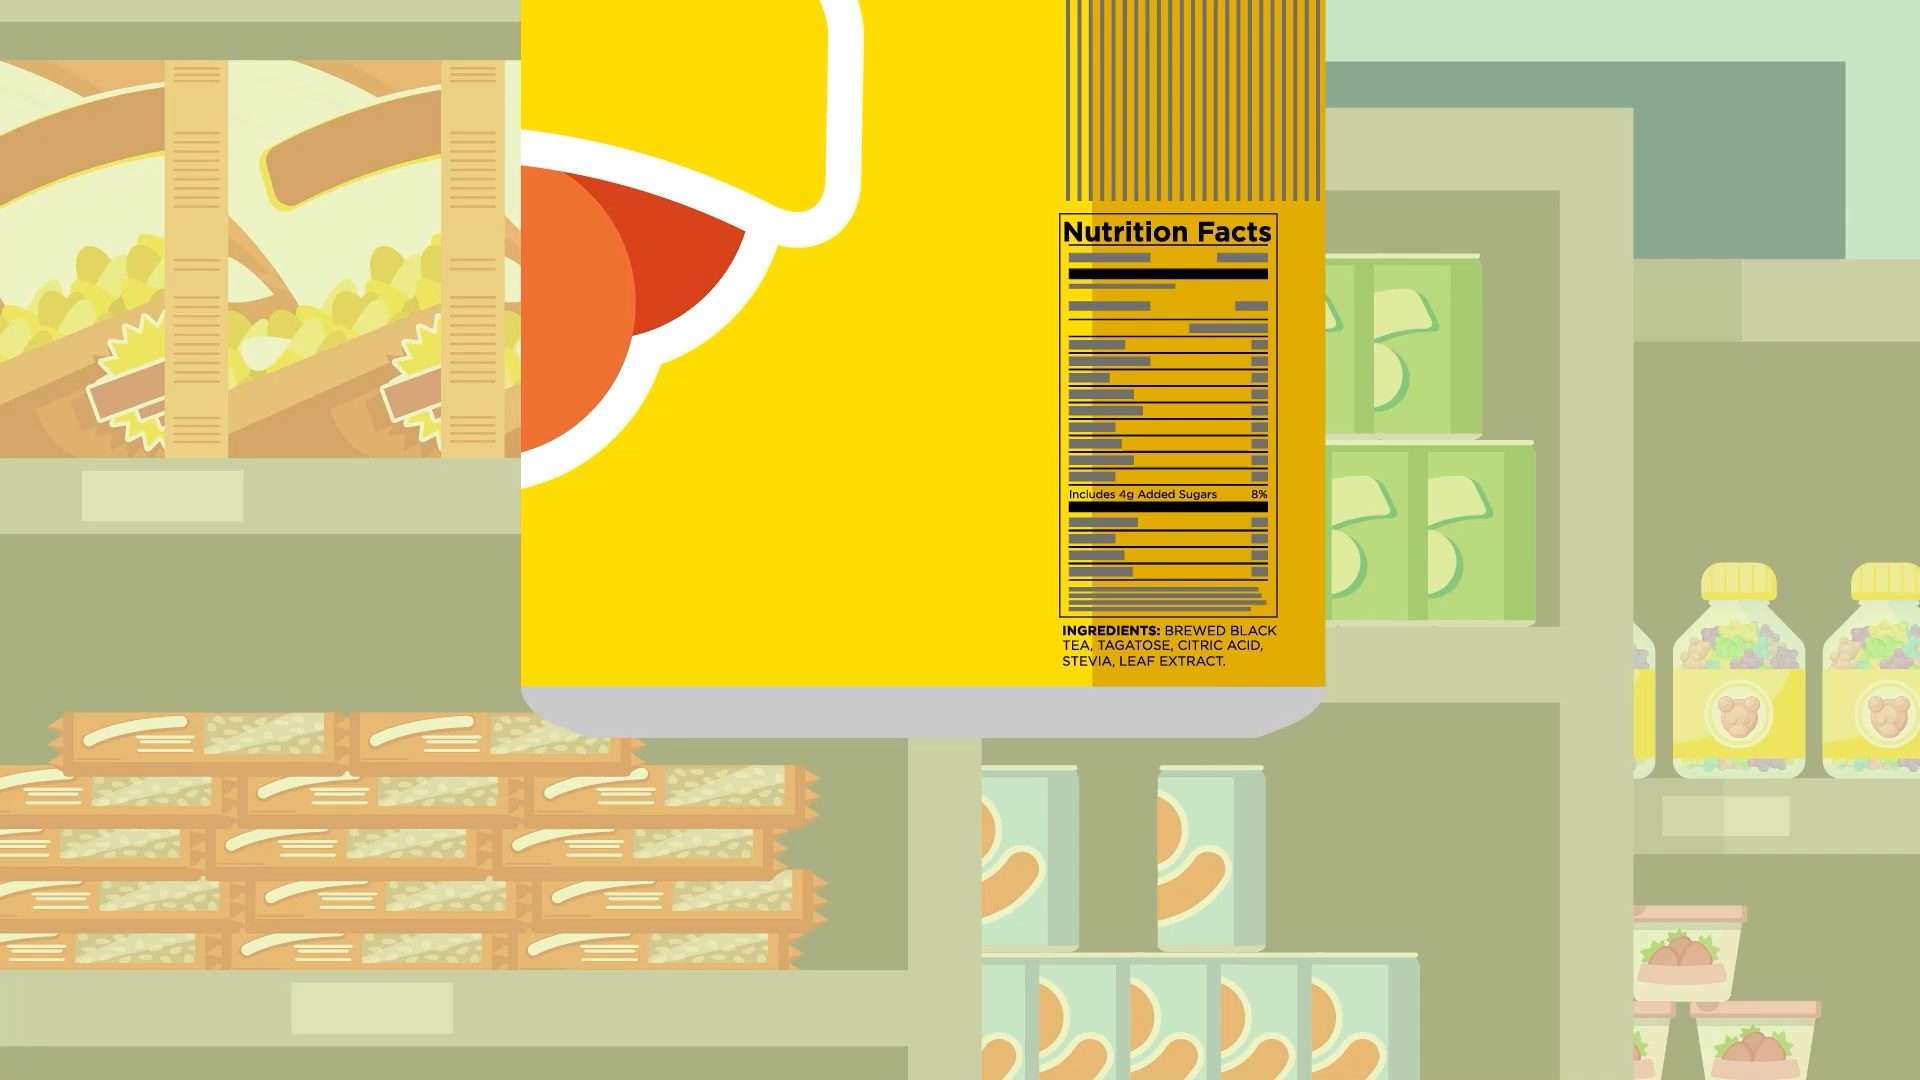 Nutrition Facts
Includes 4g Added Sugars 8%
INGREDIENTS: BREWED BLACK
TEA, TAGATOSE, CITRIC ACID,
STEVIA, LEAF EXTRACT.